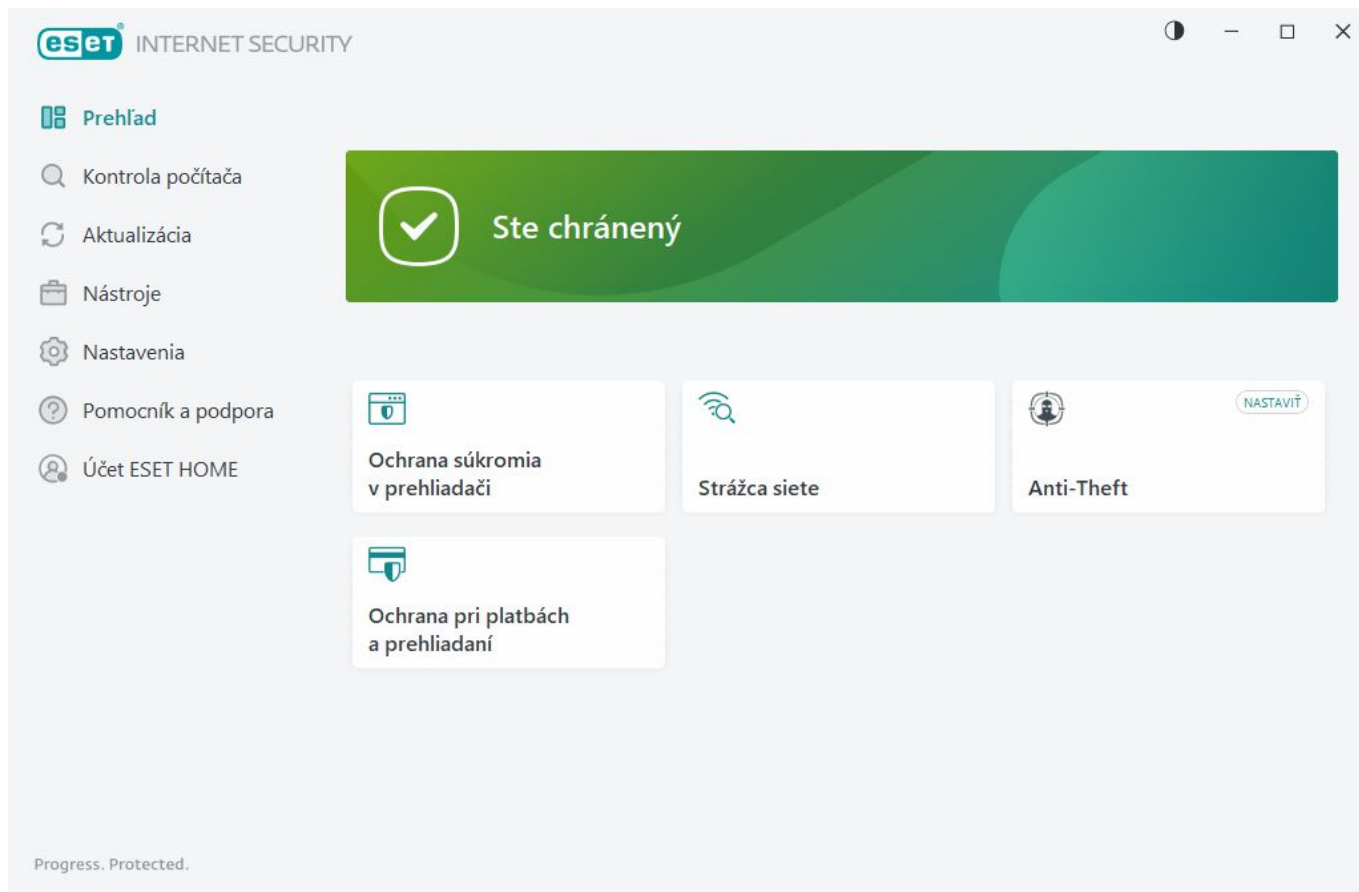 eseT® INTERNET SECURITY
Prehľad
Kontrola počítača
Aktualizácia
Nástroje
Nastavenia
Pomocník a podpora
Účet ESET HOME
Ste chránený
Ochrana súkromia
v prehliadači
Strážca siete
NASTAVIŤ
Anti-Theft
Ochrana pri platbách
a prehliadaní
Progress. Protected.